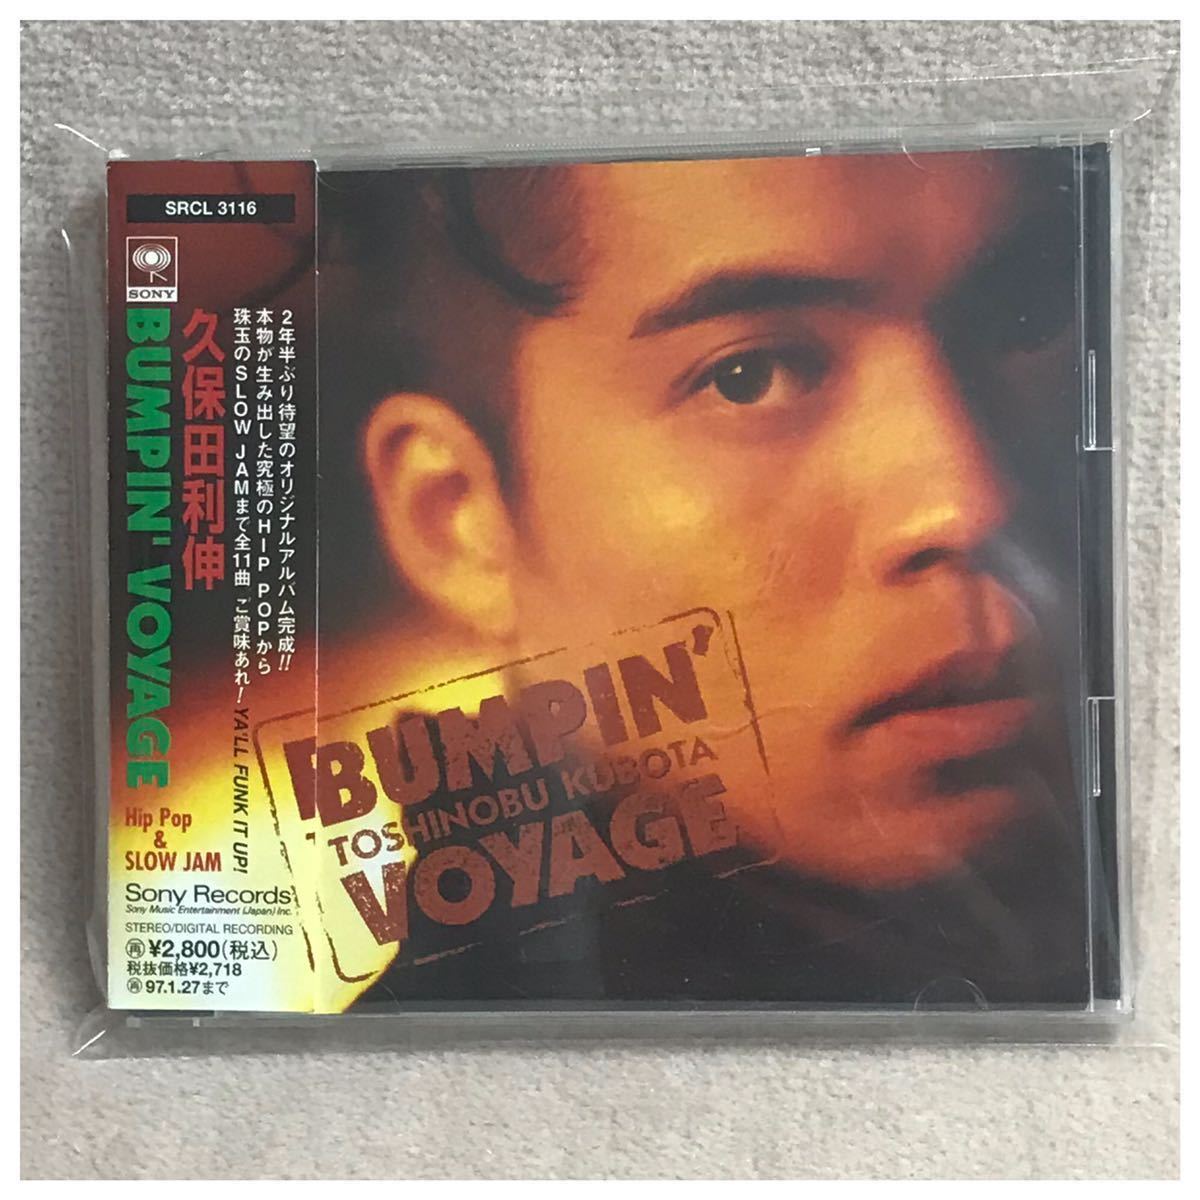 SRCL 3116
SONY
久保田利伸
BUMPIN' VOYAGE
2年半ぶり待望のオリジナルアルバム完成!!
本物が生み出した究極のHIP POPから
珠玉のSLOW JAMまで全11曲 ご賞味あれ! YA'LL FUNK IT UP!
Hip Pop
&
SLOW JAM
Sony Records
Sony Music Entertainment (Japan) Inc.
STEREO/DIGITAL RECORDING
再¥2,800(税込)
税抜価格¥2,718
再97.1.27まで
BUMPIN'
TOSHINOBU KUBOTA
VOYAGE